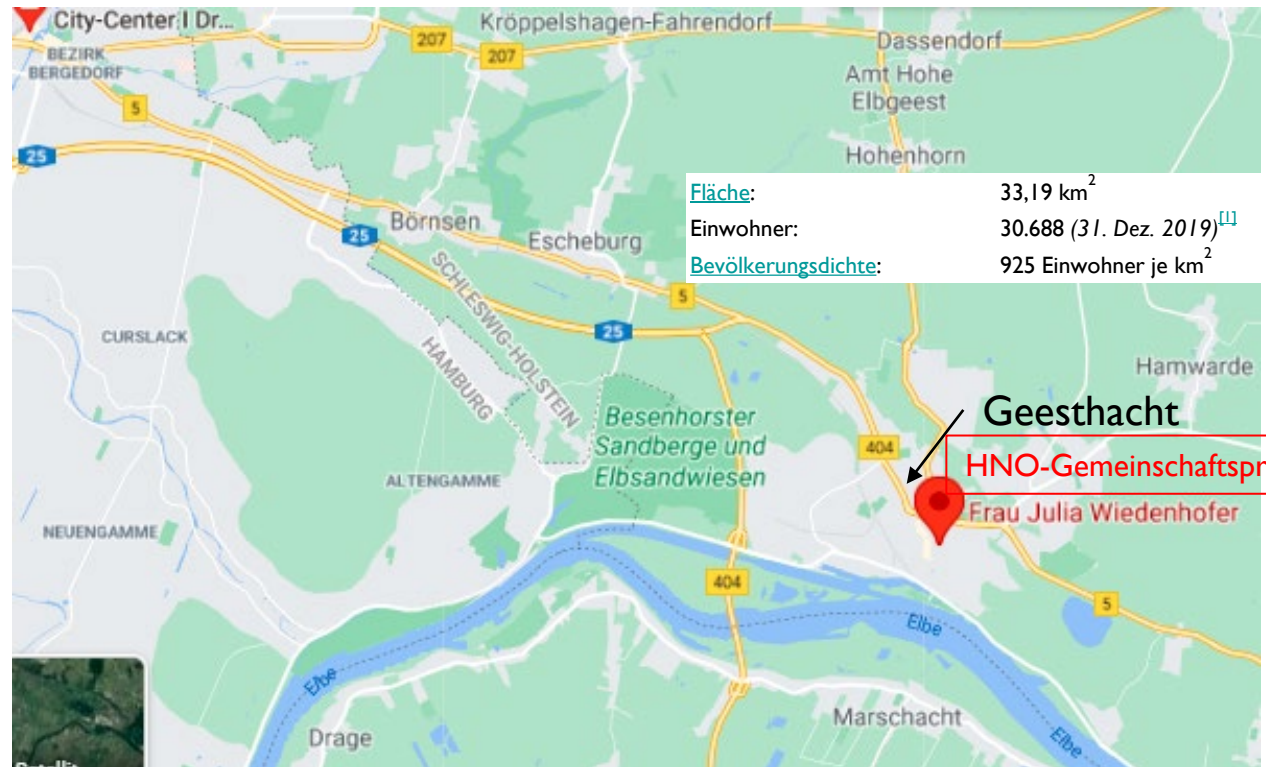 City-Center I Dr...
Kröppelshagen-Fahrendorf
207
207
Dassendorf
BEZIRK
BERGEDORF
Amt Hohe
Elbgeest
5
25
Hohenhorn
Fläche: 33,19 km²
Einwohner: 30.688 (31. Dez. 2019)[1]
Bevölkerungsdichte: 925 Einwohner je km²
Börnsen
25
Escheburg
SCHLESWIG-HOLSTEIN
HAMBURG
5
25
CURSLACK
Hamwarde
Geesthacht
Besenhorster
Sandberge und
Elbsandwiesen
404
HNO-Gemeinschaftspr
ALTENGAMME
Frau Julia Wiedenhofer
NEUENGAMME
404
5
Elbe
Elbe
Marschacht
Drage
Elbe